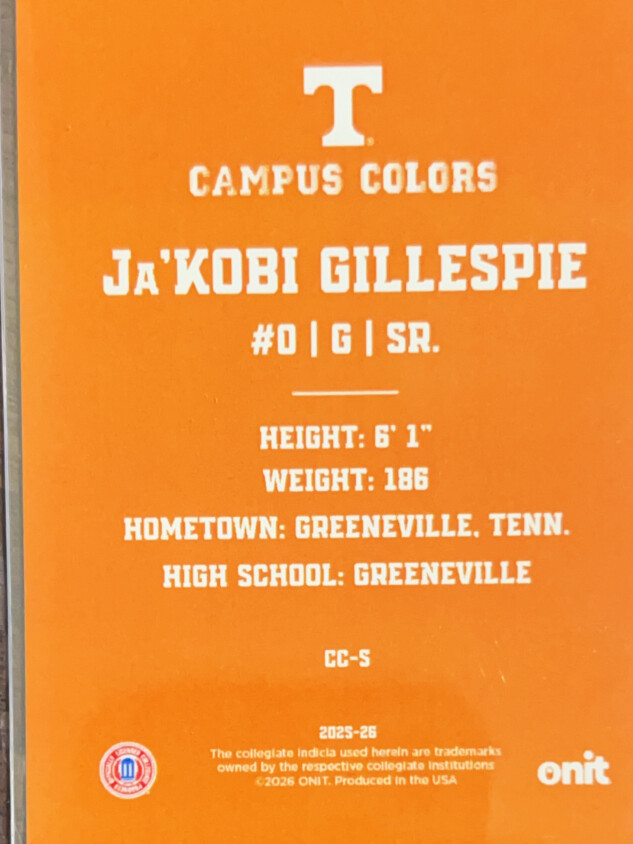 T
CAMPUS COLORS
JA'KOBI GILLESPIE
#0 | G | SR.
HEIGHT: 6' 1"
WEIGHT: 186
HOMETOWN: GREENEVILLE, TENN.
HIGH SCHOOL: GREENEVILLE
CC-S
2025-26
The collegiate indicia used herein are trademarks
owned by the respective collegiate institutions
©2026 ONIT. Produced in the USA
onit